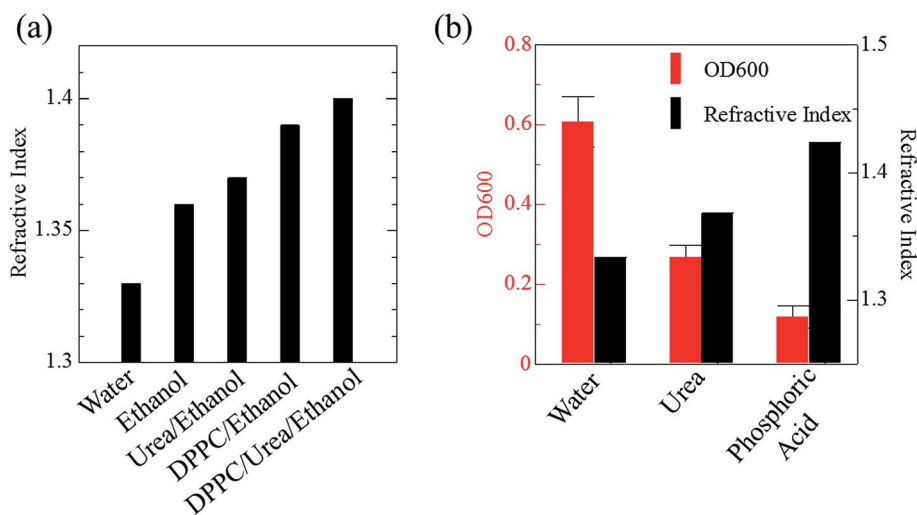 (a)
Refractive Index
1.4
1.35
1.3
Water
Ethanol
Urea/Ethanol
DPPC/Ethanol
DPPC/Urea/Ethanol
(b)
OD600
0.8
0.6
0.4
0.2
0
OD600
Refractive Index
1.5
1.4
1.3
Refractive Index
Water
Urea
Phosphoric
Acid